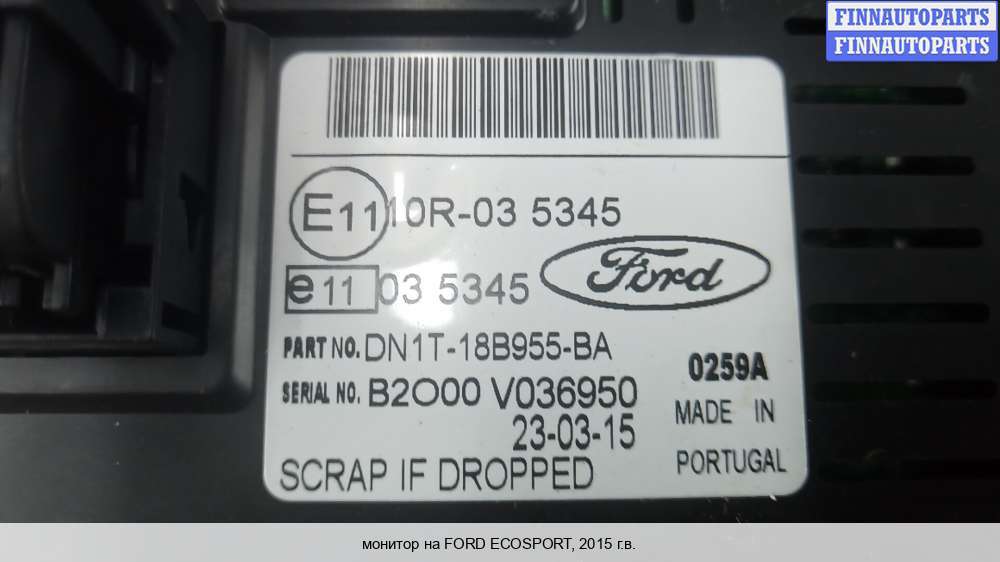 FINNAUTOPARTS
FINNAUTOPARTS
E11 10R-03 5345
e11 03 5345
Ford
PART NO. DN1T-18B955-BA
SERIAL NO. B2O00 V036950
0259A
23-03-15
MADE IN
PORTUGAL
SCRAP IF DROPPED
монитор на FORD ECOSPORT, 2015 г.в.